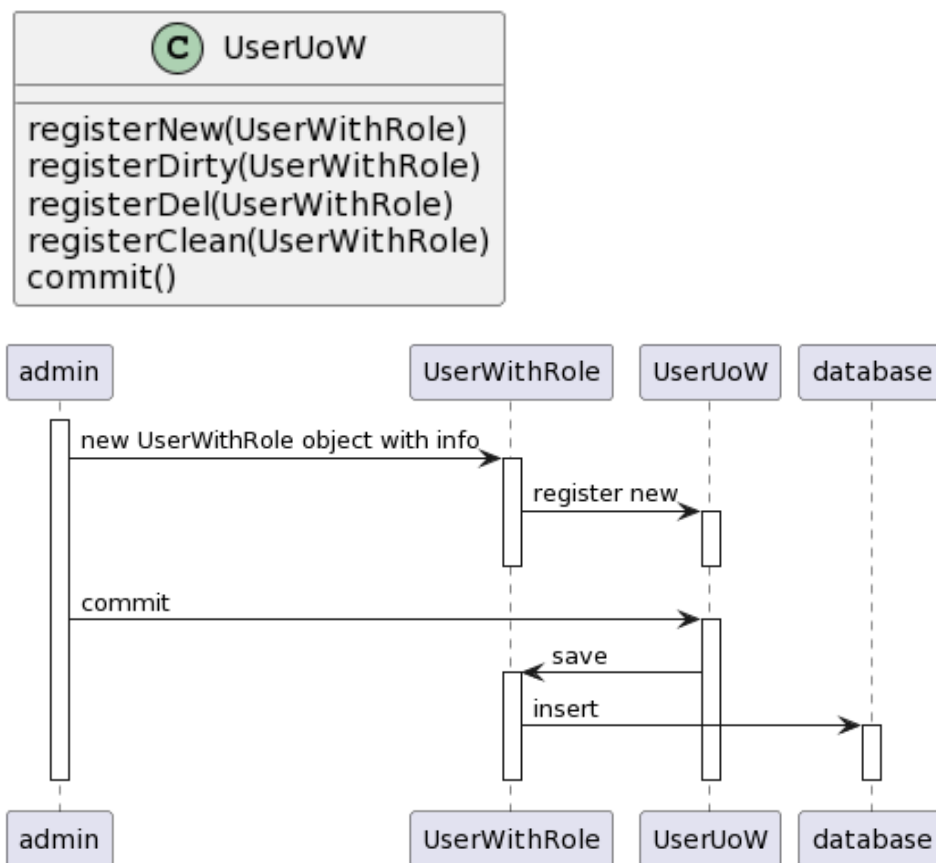 C UserUoW
registerNew(UserWithRole)
registerDirty(UserWithRole)
registerDel(UserWithRole)
registerClean(UserWithRole)
commit()
admin UserWithRole UserUoW database
new UserWithRole object with info
register new
commit
save
insert
admin UserWithRole UserUoW database